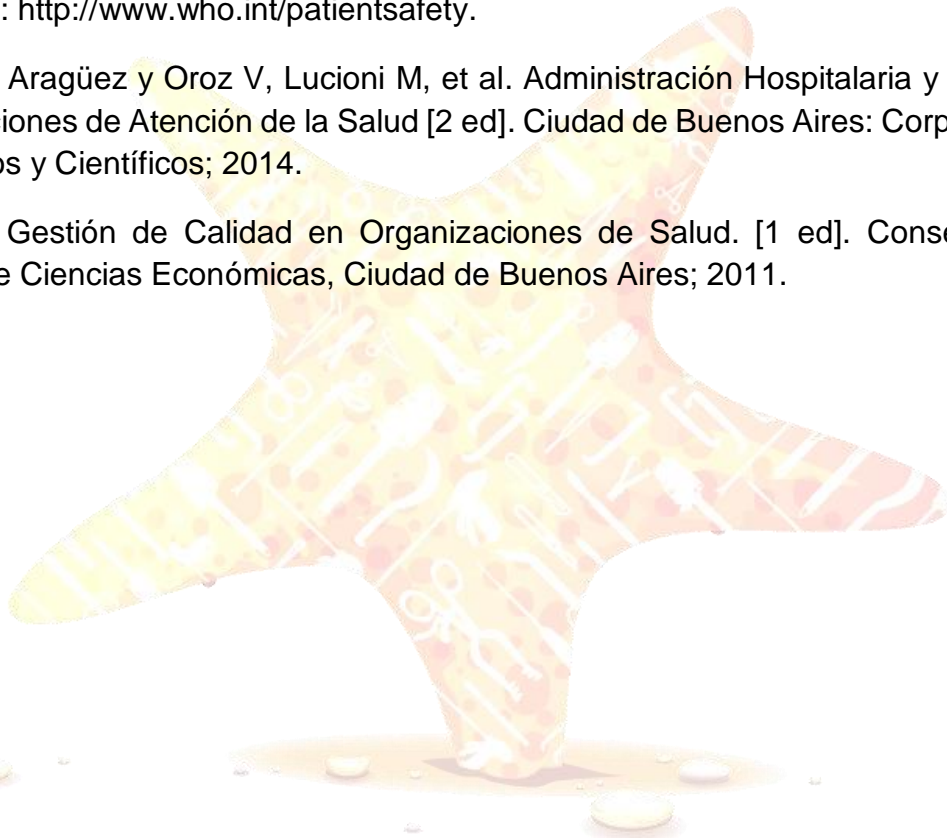 : http://www.who.int/patientsafety.
Aragüez y Oroz V, Lucioni M, et al. Administración Hospitalaria y
ciones de Atención de la Salud [2 ed]. Ciudad de Buenos Aires: Corp
os y Científicos; 2014.
Gestión de Calidad en Organizaciones de Salud. [1 ed]. Conse
e Ciencias Económicas, Ciudad de Buenos Aires; 2011.